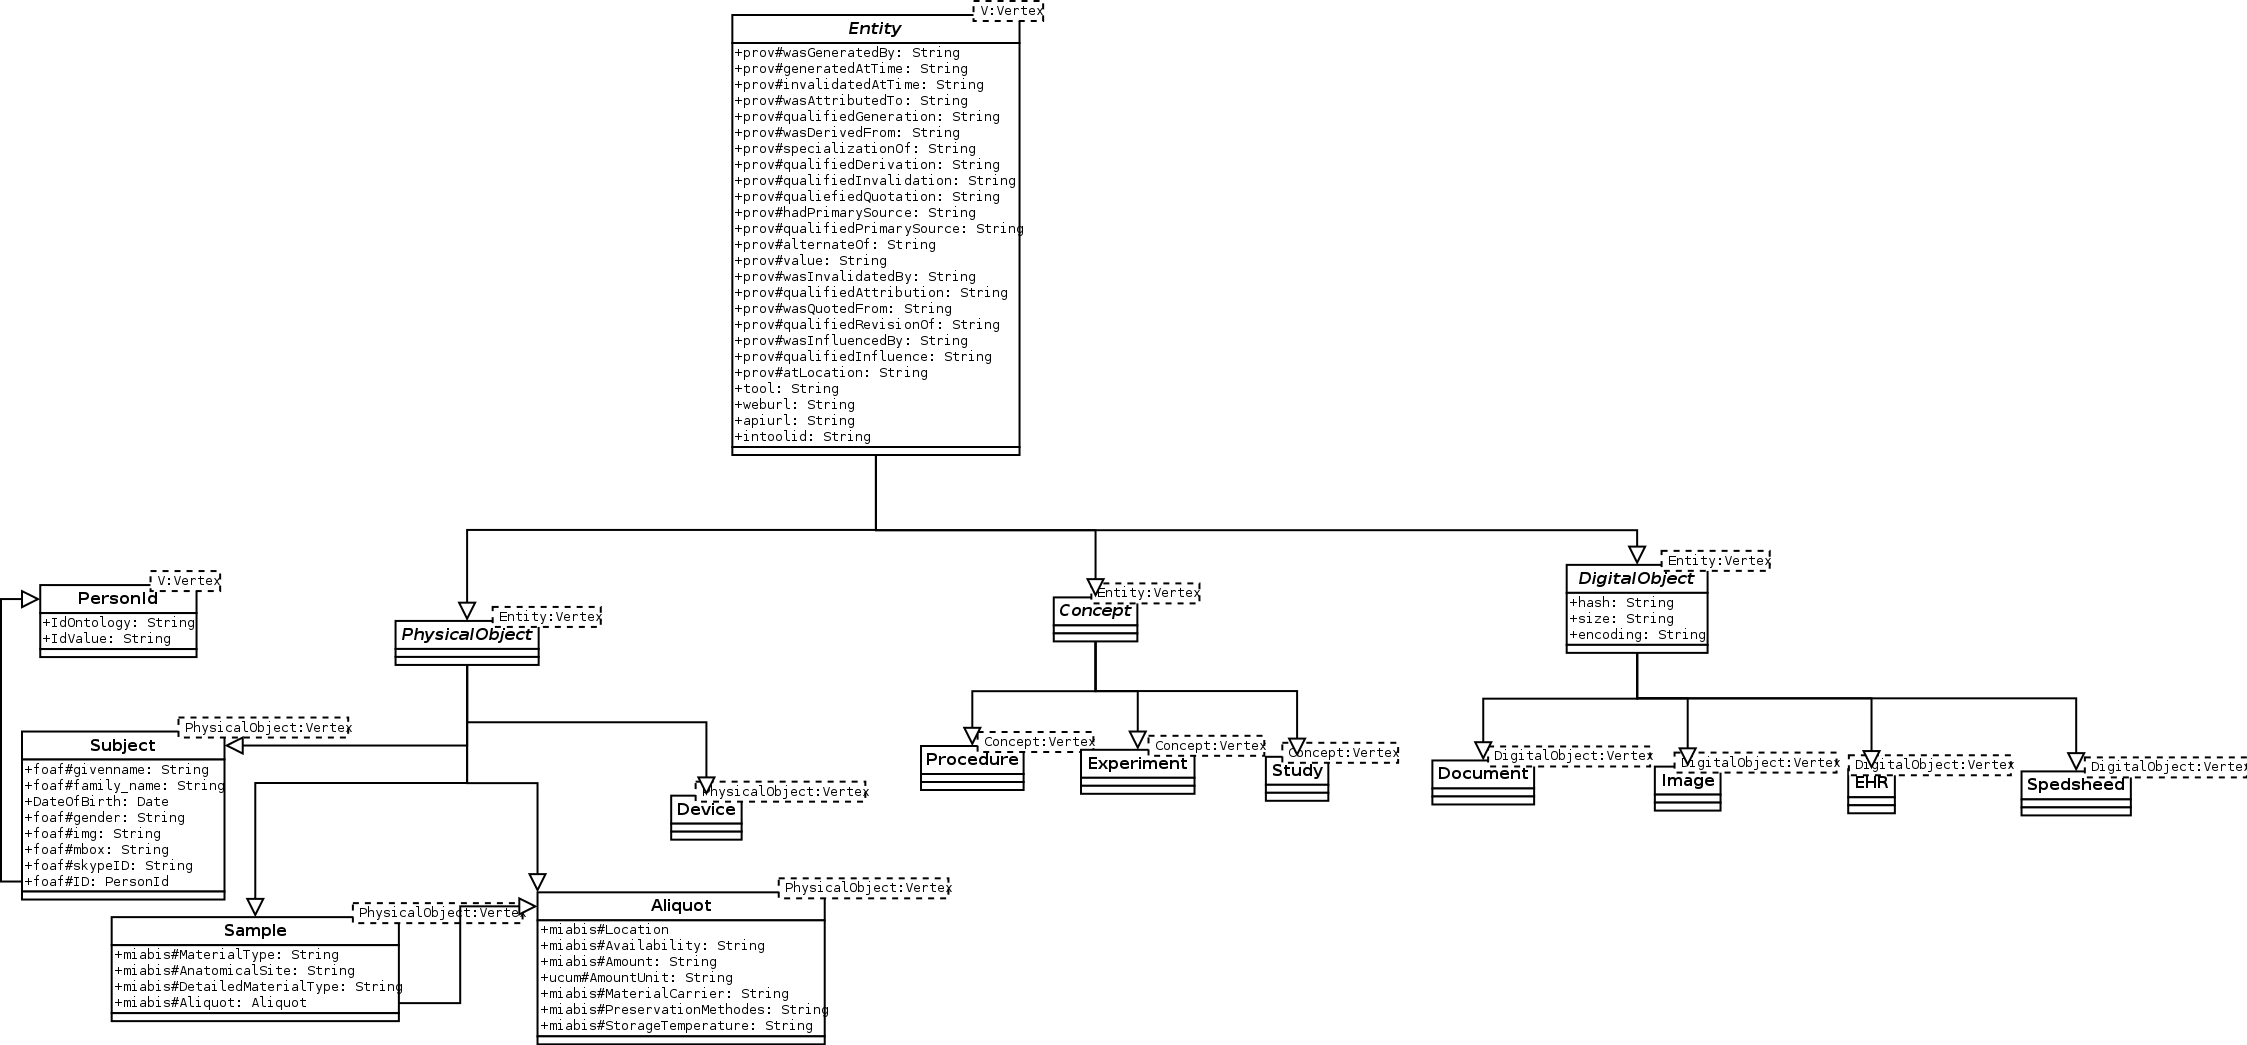 V:Vertex
Entity
+prov#wasGeneratedBy: String
+prov#generatedAtTime: String
+prov#invalidatedAtTime: String
+prov#wasAttributedTo: String
+prov#qualifiedGeneration: String
+prov#wasDerivedFrom: String
+prov#specializationOf: String
+prov#qualifiedDerivation: String
+prov#qualifiedInvalidation: String
+prov#qualiefiedQuotation: String
+prov#hadPrimarySource: String
+prov#qualifiedPrimarySource: String
+prov#alternateOf: String
+prov#value: String
+prov#wasInvalidatedBy: String
+prov#qualifiedAttribution: String
+prov#wasQuotedFrom: String
+prov#qualifiedRevisionOf: String
+prov#wasInfluencedBy: String
+prov#qualifiedInfluence: String
+prov#atLocation: String
+tool: String
+weburl: String
+apiurl: String
+intoolid: String
V:Vertex
PersonId
+IdOntology: String
+IdValue: String
Entity:Vertex
PhysicalObject
Entity:Vertex
Concept
Entity:Vertex
DigitalObject
+hash: String
+size: String
+encoding: String
PhysicalObject:Vertex
Subject
+foaf#givenname: String
+foaf#family_name: String
+DateOfBirth: Date
+foaf#gender: String
+foaf#img: String
+foaf#mbox: String
+foaf#skypeID: String
+foaf#ID: PersonId
PhysicalObject:Vertex
Device
Concept:Vertex
Procedure
Concept:Vertex
Experiment
Concept:Vertex
Study
DigitalObject:Vertex
Document
DigitalObject:Vertex
Image
DigitalObject:Vertex
EHR
DigitalObject:Vertex
Spedsheed
PhysicalObject:Vertex
Sample
+miabis#MaterialType: String
+miabis#AnatomicalSite: String
+miabis#DetailedMaterialType: String
+miabis#Aliquot: Aliquot
PhysicalObject:Vertex
Aliquot
+miabis#Location
+miabis#Availability: String
+miabis#Amount: String
+ucum#AmountUnit: String
+miabis#MaterialCarrier: String
+miabis#PreservationMethodes: String
+miabis#StorageTemperature: String